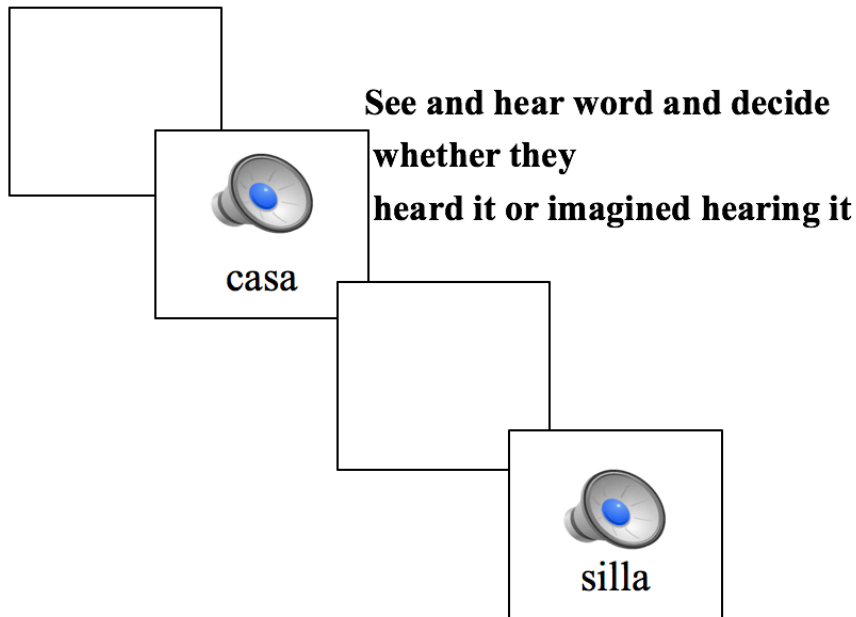 See and hear word and decide
whether they
heard it or imagined hearing it
casa
silla